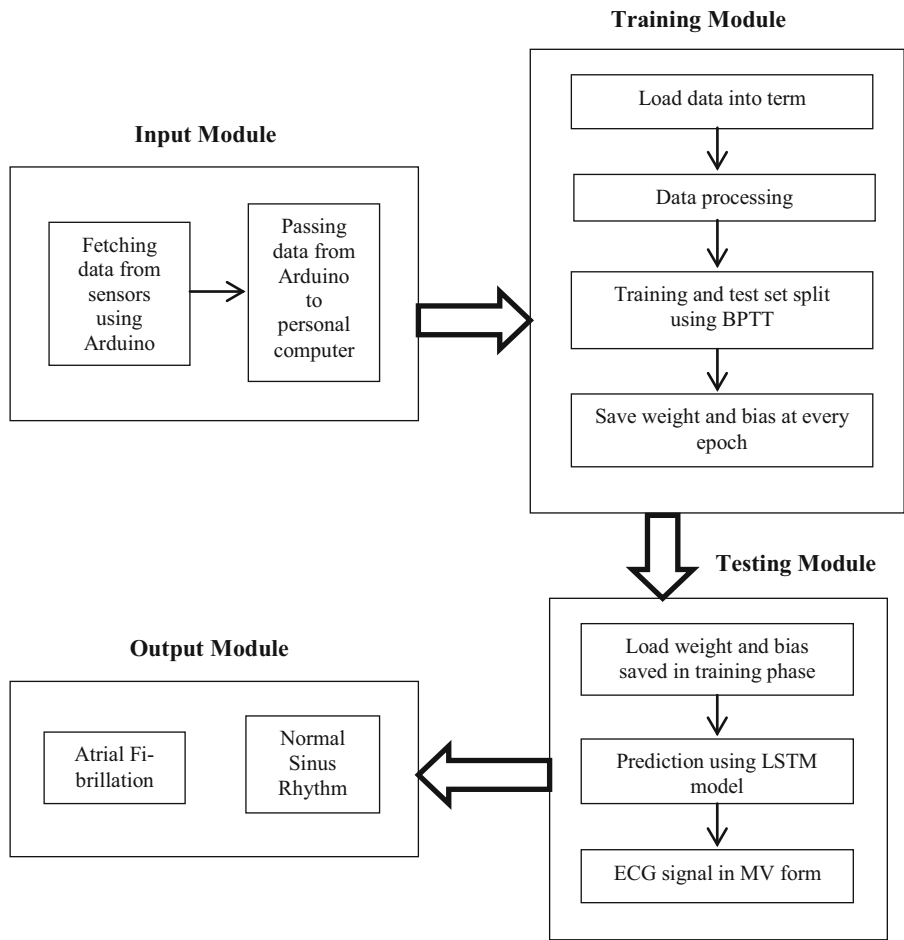 Input Module
Fetching
data from
sensors
using
Arduino
Passing
data from
Arduino
to
personal
computer
Training Module
Load data into term
Data processing
Training and test set split
using BPTT
Save weight and bias at every
epoch
Testing Module
Load weight and bias
saved in training phase
Prediction using LSTM
model
ECG signal in MV form
Output Module
Atrial Fi-
brillation
Normal
Sinus
Rhythm